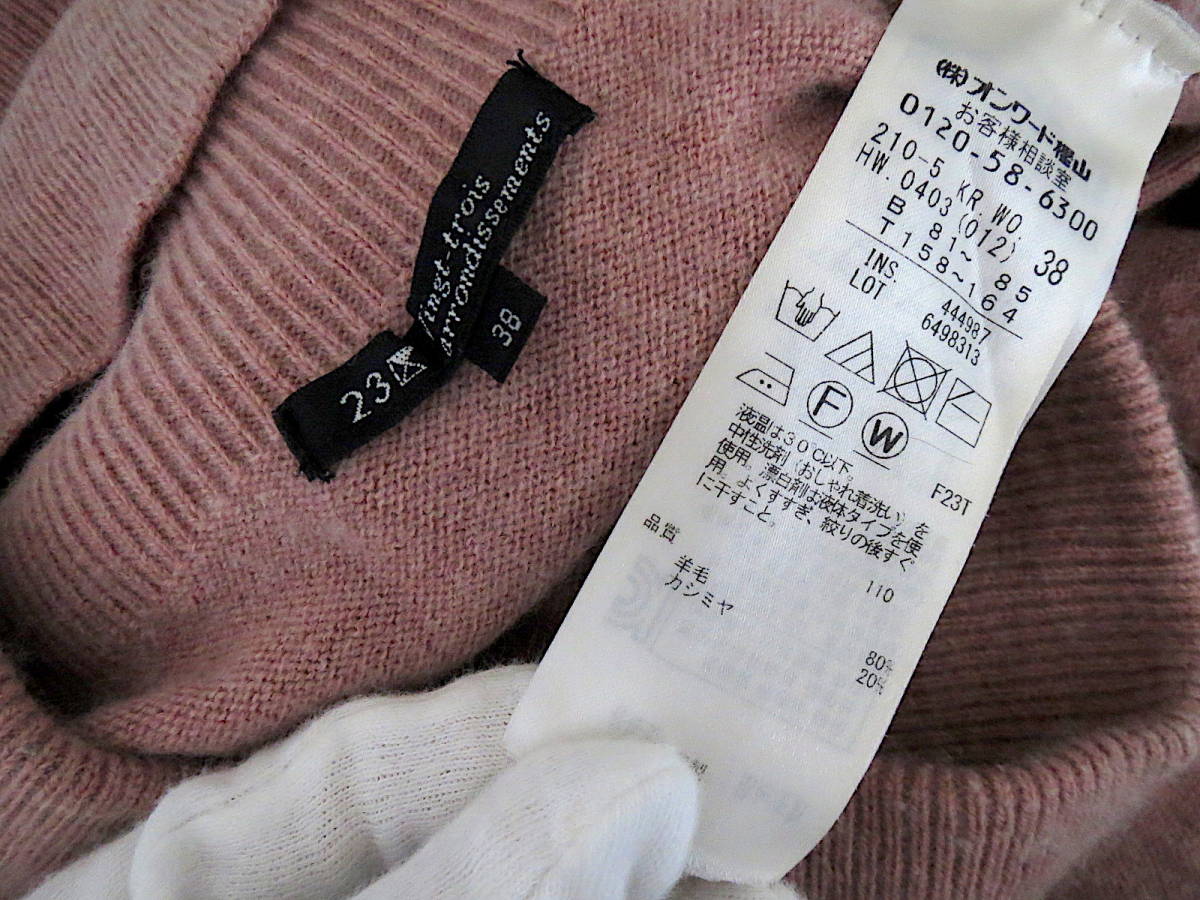 23区
Vingt-trois
arrondissements
38
(株)オンワード樫山
お客様相談室
0120-58-6300
210-5 KR.WO
HW.0403(012) 38
B 81~ 85
T158~164
INS. 444987
LOT 6498313
F
W
F23T
液温は30℃以下。
中性洗剤(おしゃれ着洗い)を
使用。漂白剤は液体タイプを使
用。よくすすぎ、絞りの後すぐ
に干すこと。
110
品質
羊毛 80%
カシミヤ 20%
製